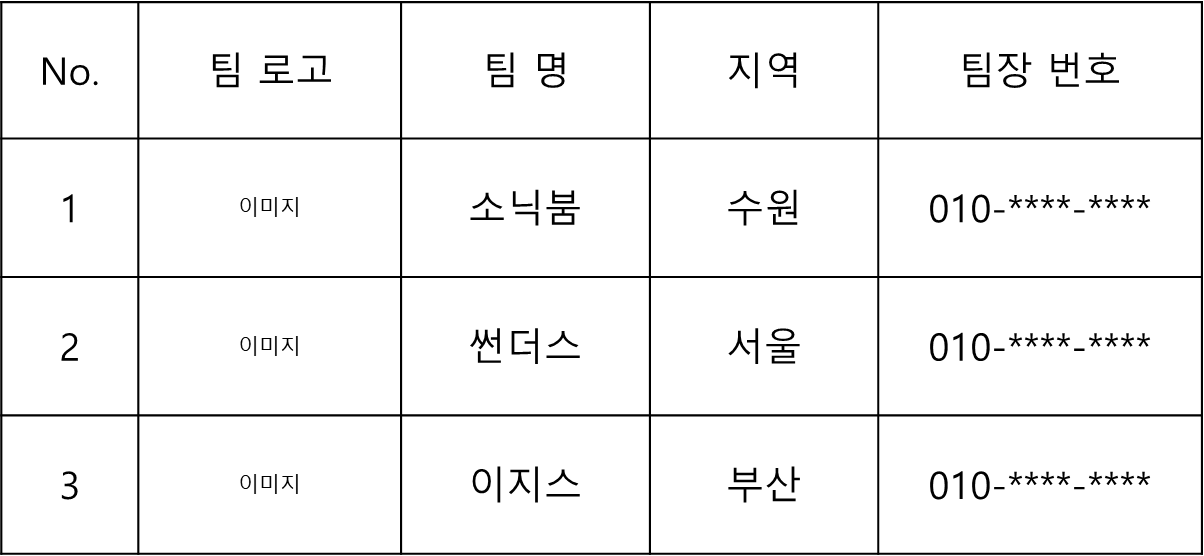 No. 팀 로고 팀 명 지역 팀장 번호
1 이미지 소닉붐 수원 010-****-****
2 이미지 썬더스 서울 010-****-****
3 이미지 이지스 부산 010-****-****